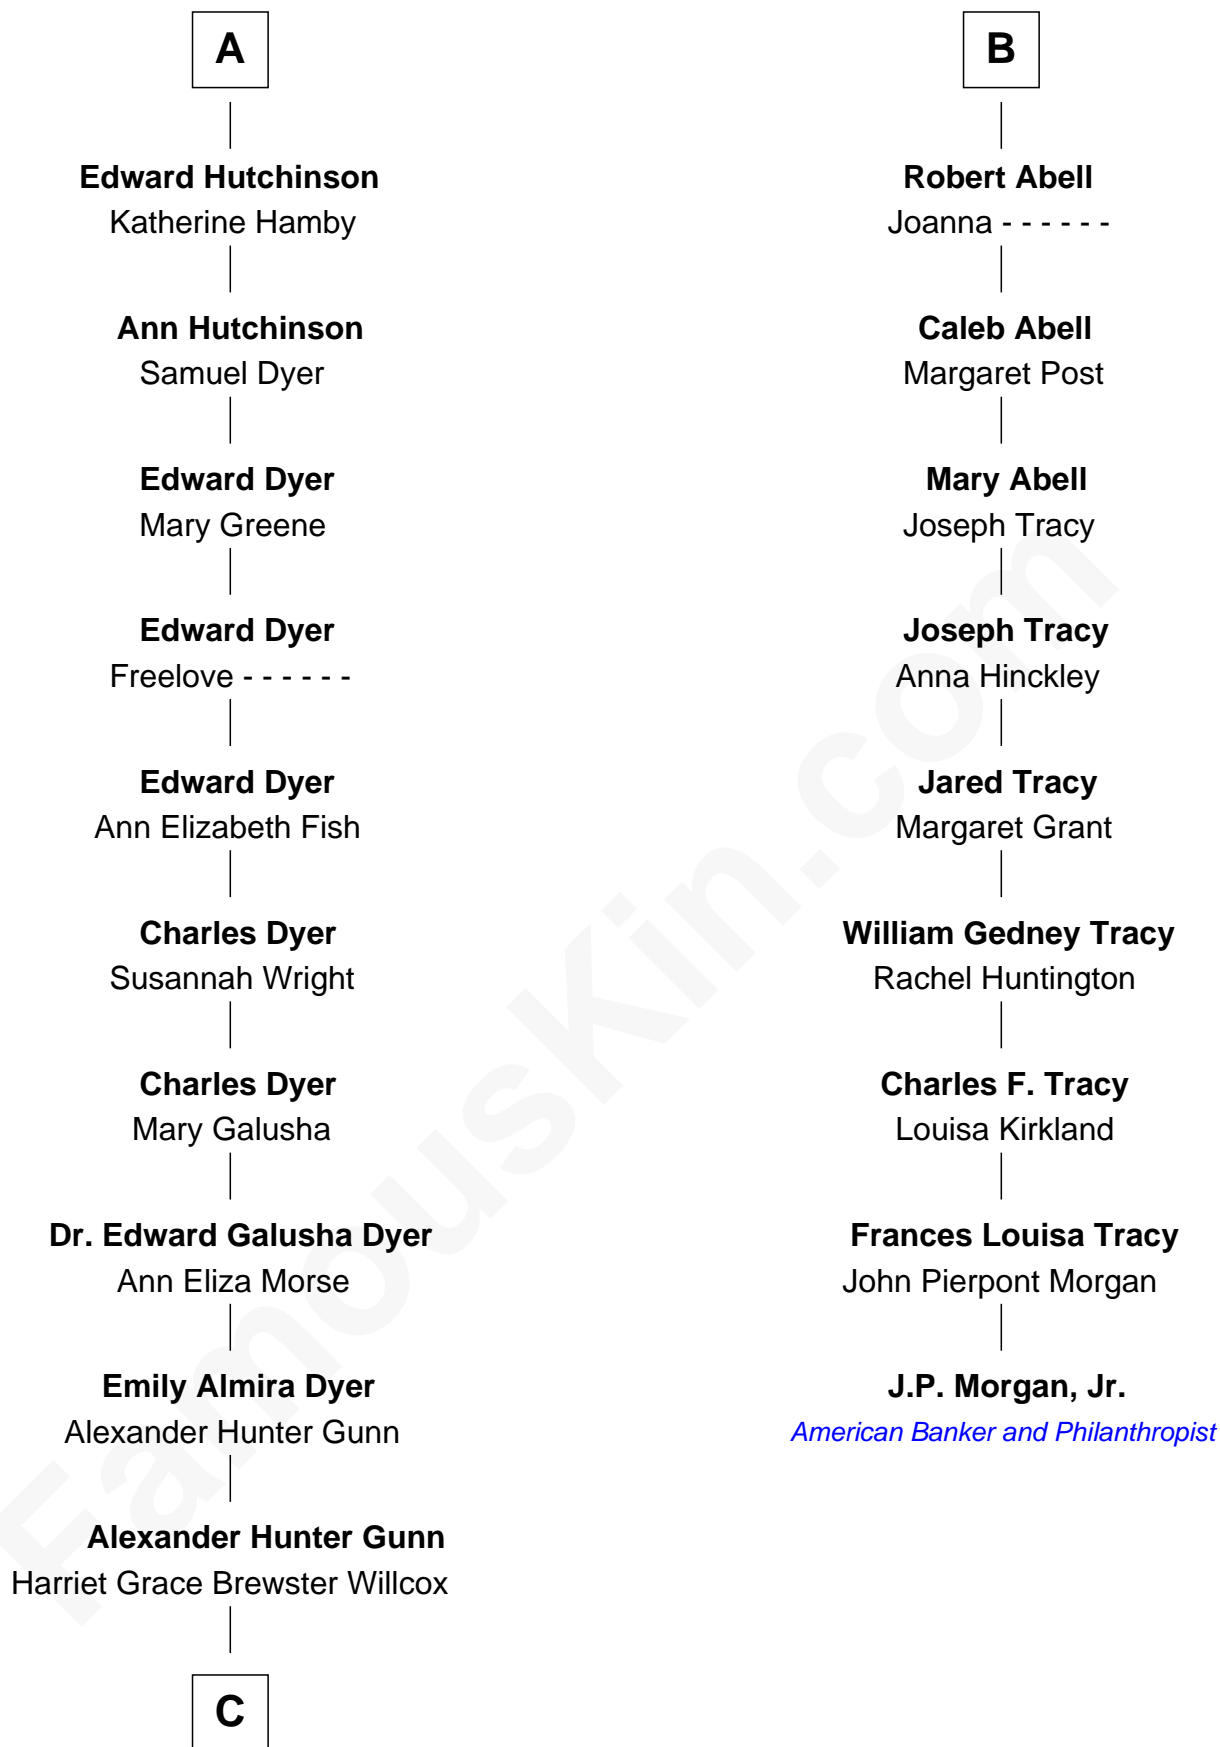 A
Edward Hutchinson
Katherine Hamby
Ann Hutchinson
Samuel Dyer
Edward Dyer
Mary Greene
Edward Dyer
Freelove - - - - - -
Edward Dyer
Ann Elizabeth Fish
Charles Dyer
Susannah Wright
Charles Dyer
Mary Galusha
Dr. Edward Galusha Dyer
Ann Eliza Morse
Emily Almira Dyer
Alexander Hunter Gunn
Alexander Hunter Gunn
Harriet Grace Brewster Willcox
C
B
Robert Abell
Joanna - - - - - -
Caleb Abell
Margaret Post
Mary Abell
Joseph Tracy
Joseph Tracy
Anna Hinckley
Jared Tracy
Margaret Grant
William Gedney Tracy
Rachel Huntington
Charles F. Tracy
Louisa Kirkland
Frances Louisa Tracy
John Pierpont Morgan
J.P. Morgan, Jr.
American Banker and Philanthropist
FamousKin.com